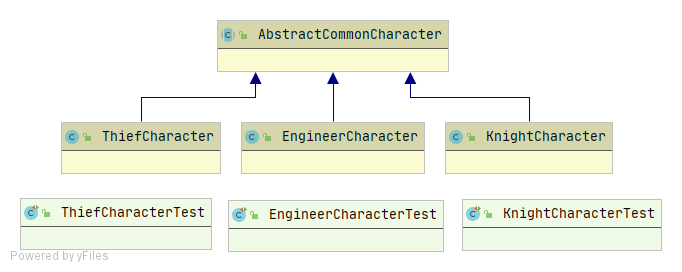 AbstractCommonCharacter
ThiefCharacter
EngineerCharacter
KnightCharacter
ThiefCharacterTest
EngineerCharacterTest
KnightCharacterTest
Powered by yFiles